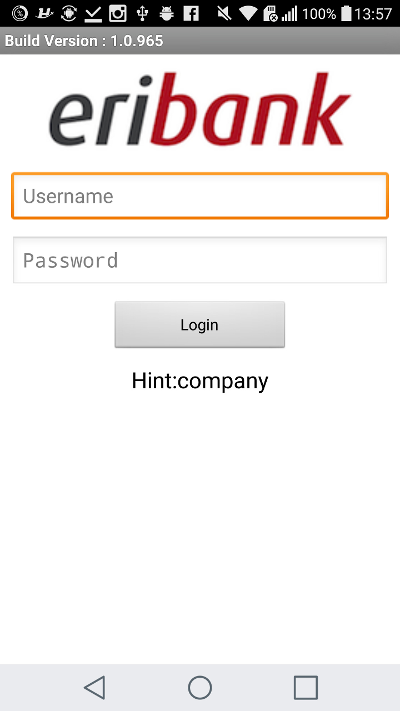 100% 13:57
Build Version : 1.0.965
eribank
Username
Password
Login
Hint:company